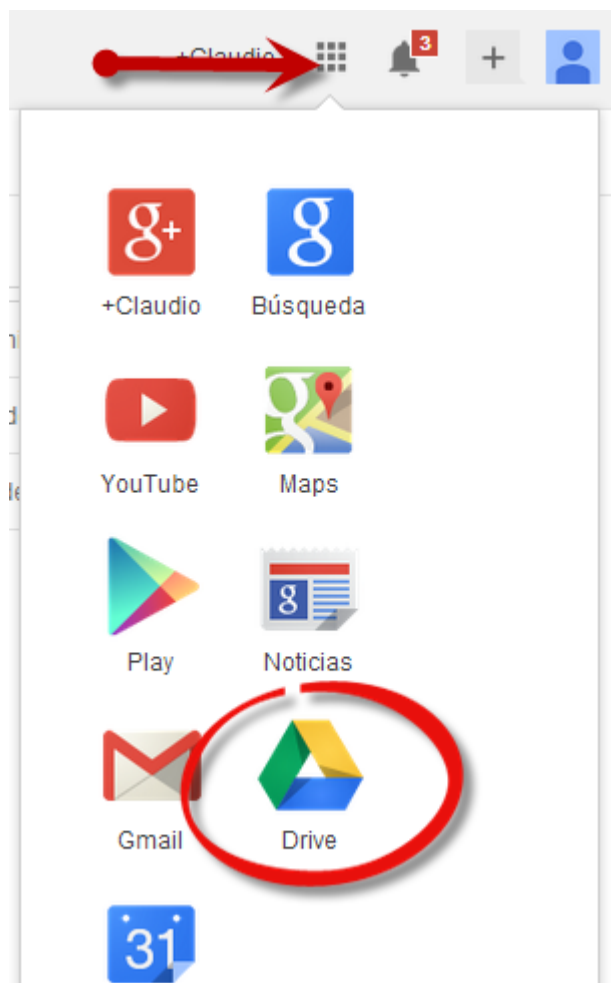 +Claudio
3
+
g+
g
+Claudio
Búsqueda
g
YouTube
Maps
g
Play
Noticias
Gmail
Drive
31